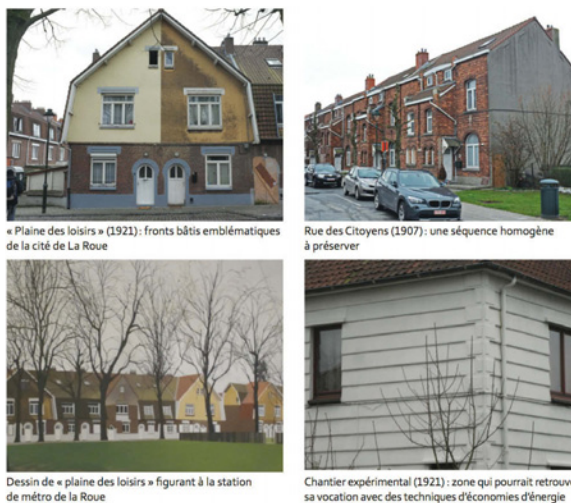 « Plaine des loisirs » (1921) : fronts bâtis emblématiques
de la cité de La Roue
Rue des Citoyens (1907) : une séquence homogène
à préserver
Dessin de « plaine des loisirs » figurant à la station
de métro de la Roue
Chantier expérimental (1921) : zone qui pourrait retrouve
sa vocation avec des techniques d'économies d'énergie